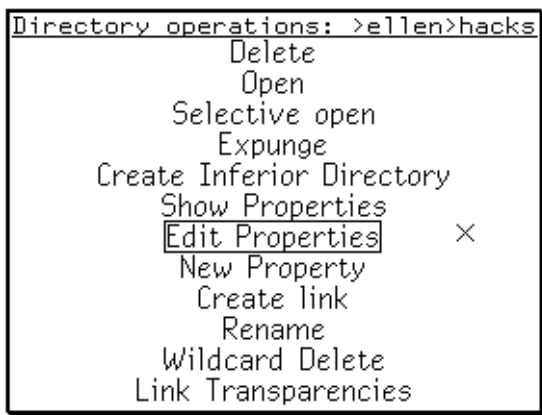 Directory operations: >ellen>hacks
Delete
Open
Selective open
Expunge
Create Inferior Directory
Show Properties
Edit Properties
New Property
Create link
Rename
Wildcard Delete
Link Transparencies